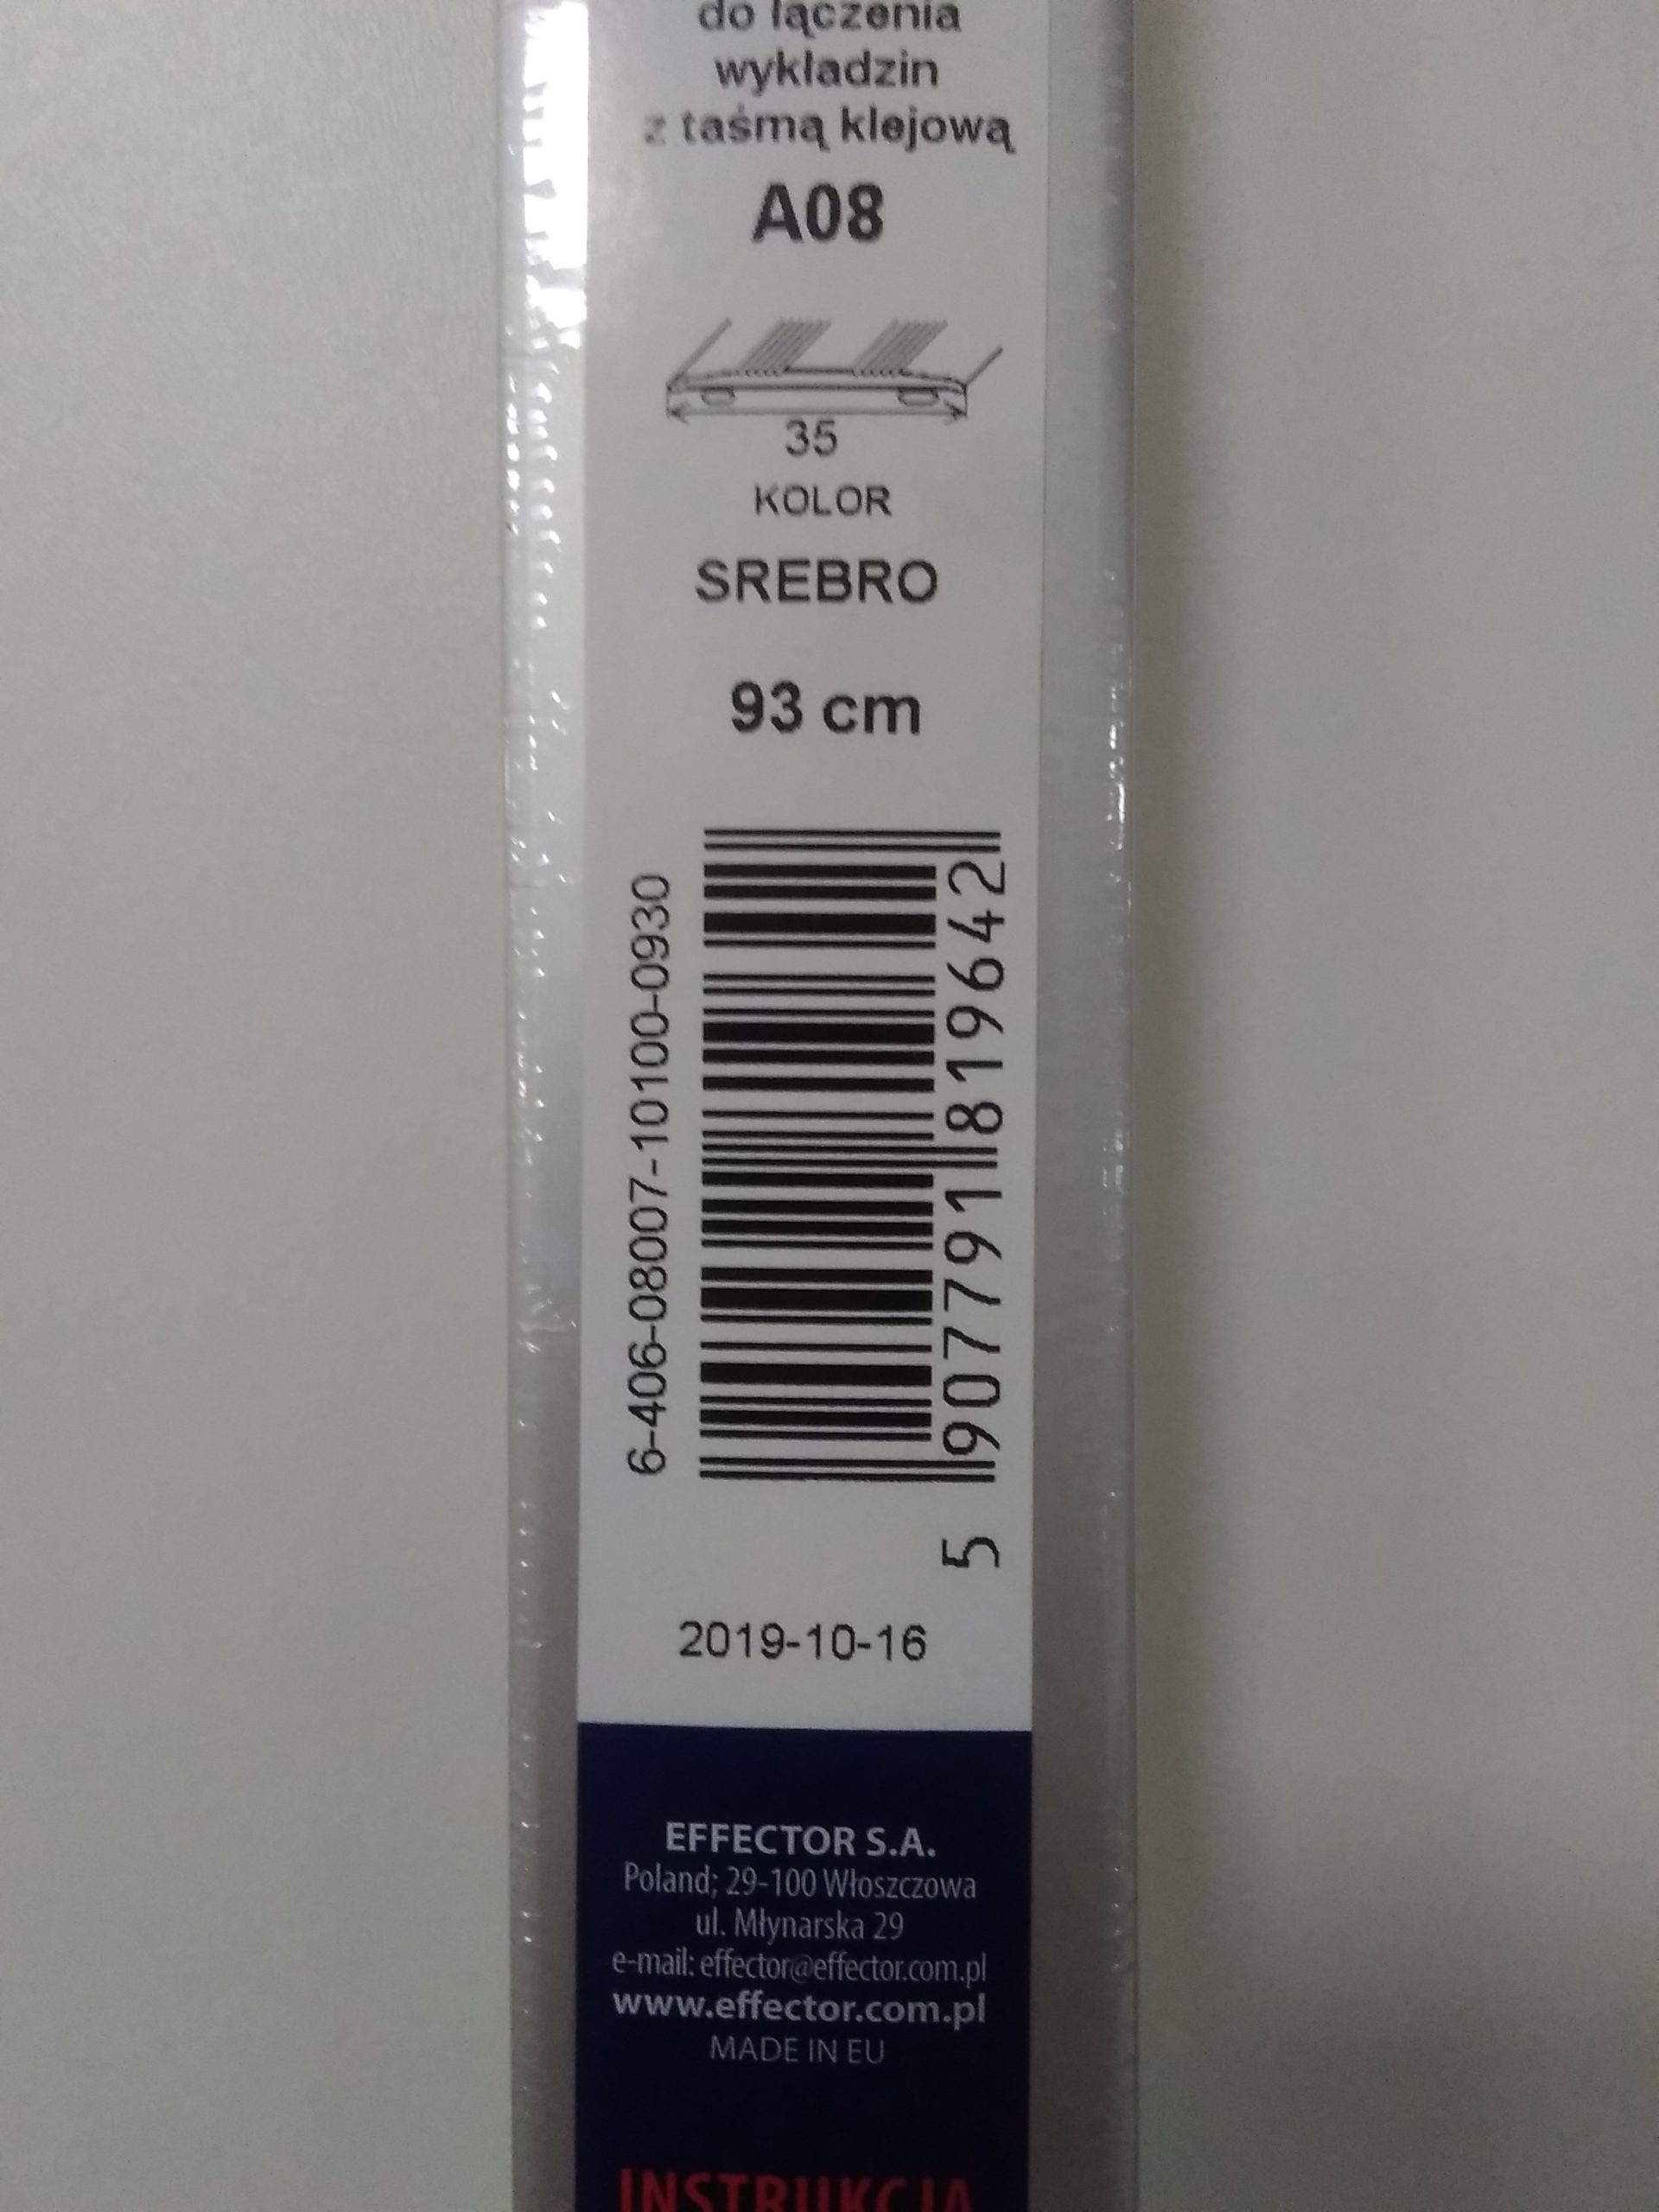 do łączenia
wykładzin
z taśmą klejową
A08
35
KOLOR
SREBRO
93 cm
6-406-08007-10100-0930
5 907791 819642
2019-10-16
EFFECTOR S.A.
Poland; 29-100 Włoszczowa
ul. Młynarska 29
e-mail: effector@effector.com.pl
www.effector.com.pl
MADE IN EU
INSTRUKCJA